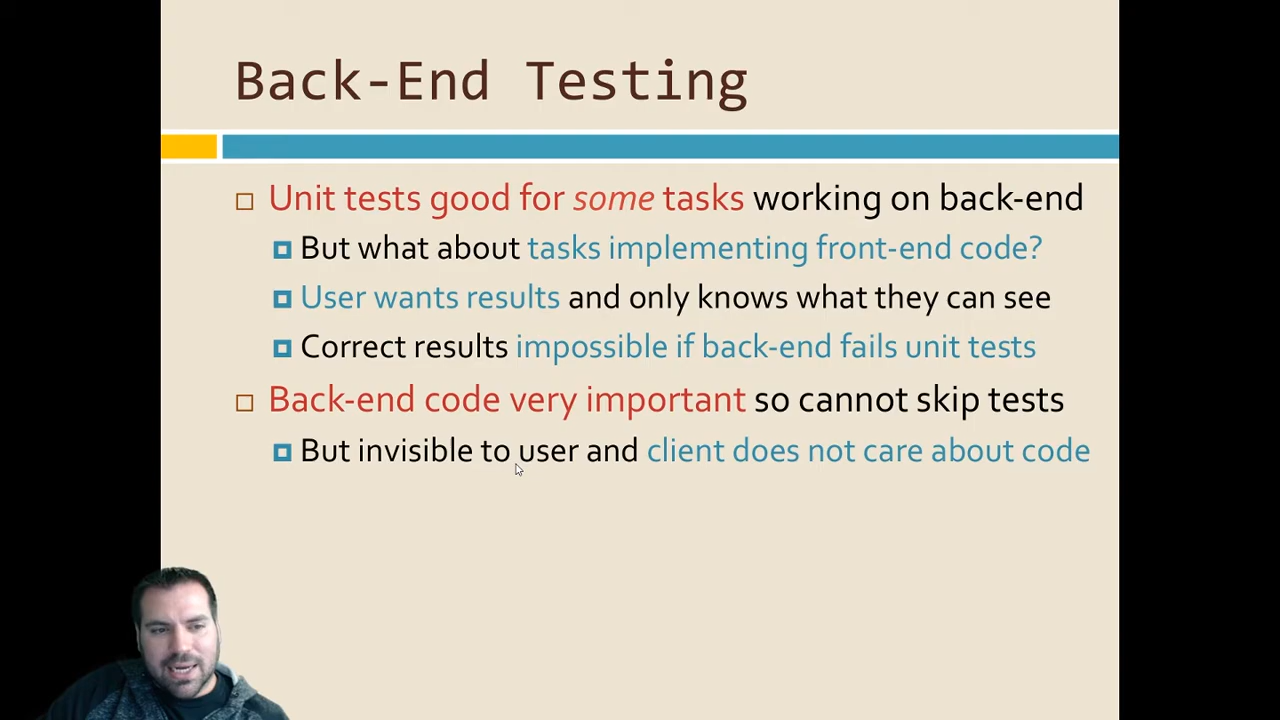 Back-End Testing
Unit tests good for some tasks working on back-end
But what about tasks implementing front-end code?
User wants results and only knows what they can see
Correct results impossible if back-end fails unit tests
Back-end code very important so cannot skip tests
But invisible to user and client does not care about code